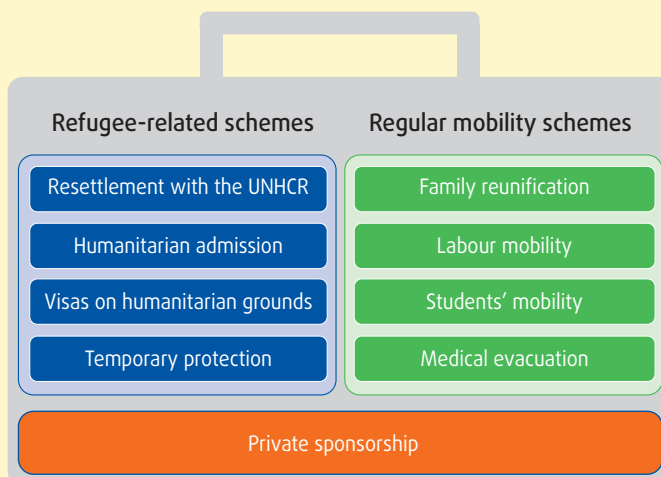 Refugee-related schemes
Regular mobility schemes
Resettlement with the UNHCR
Humanitarian admission
Visas on humanitarian grounds
Temporary protection
Family reunification
Labour mobility
Students’ mobility
Medical evacuation
Private sponsorship